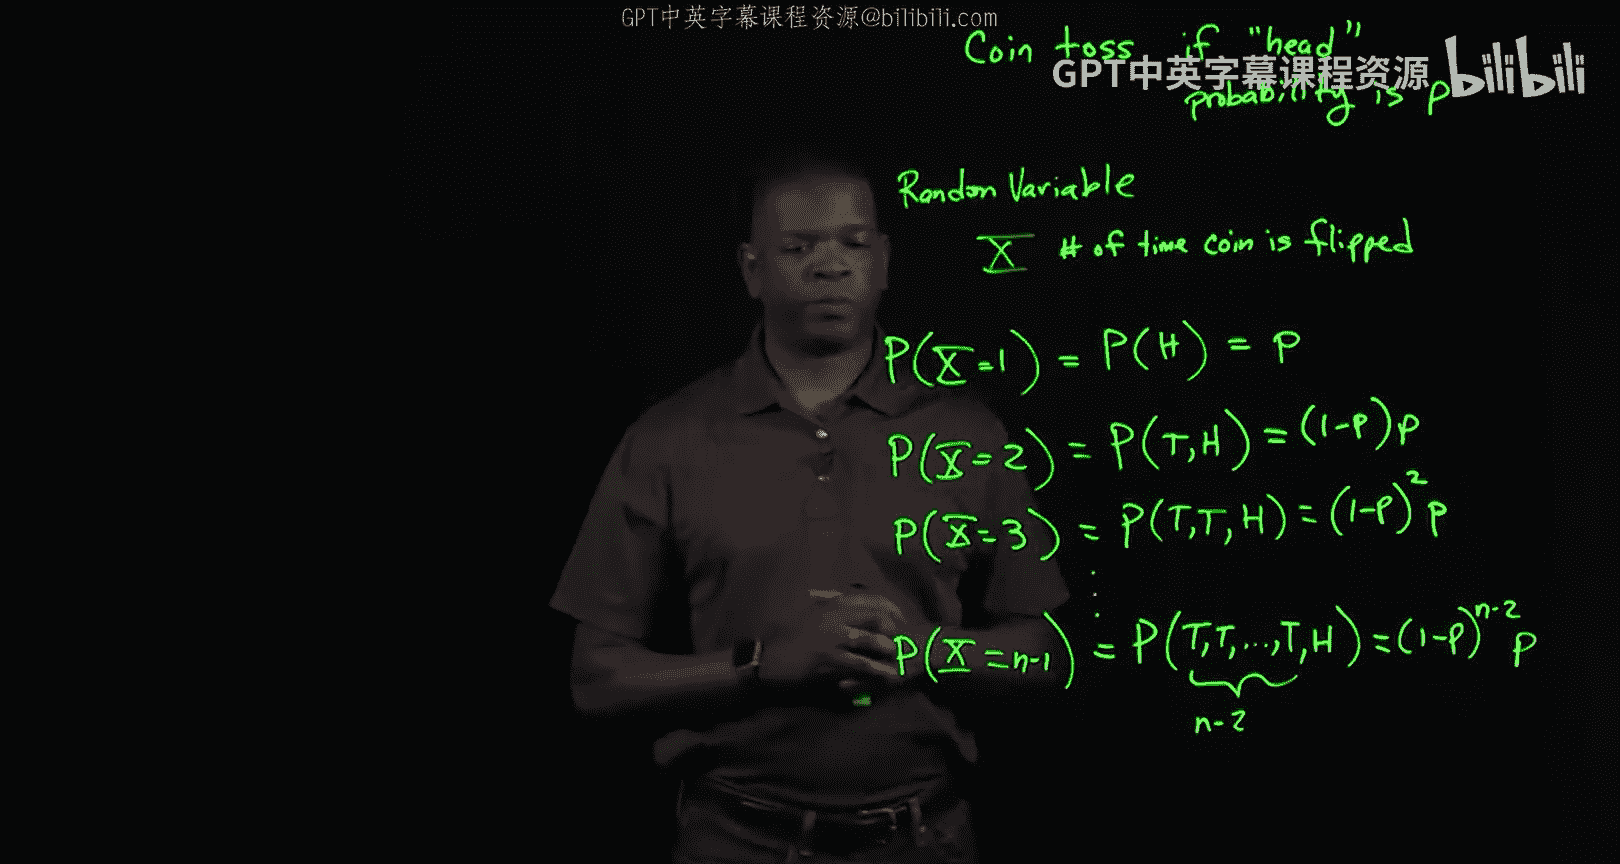 GPT中英字幕课程资源@bilibili.com
Coin toss if "head"
GPT中英字幕课程资源 bilibili
probability is p
Random Variable
X # of time coin is flipped
P(X=1) = P(H) = p
P(X=2) = P(T,H) = (1-p)p
P(X=3) = P(T,T,H) = (1-p)²p
⋮
P(X=n-1) = P(T,T,...,T,H) = (1-p)ⁿ⁻²p
n-2